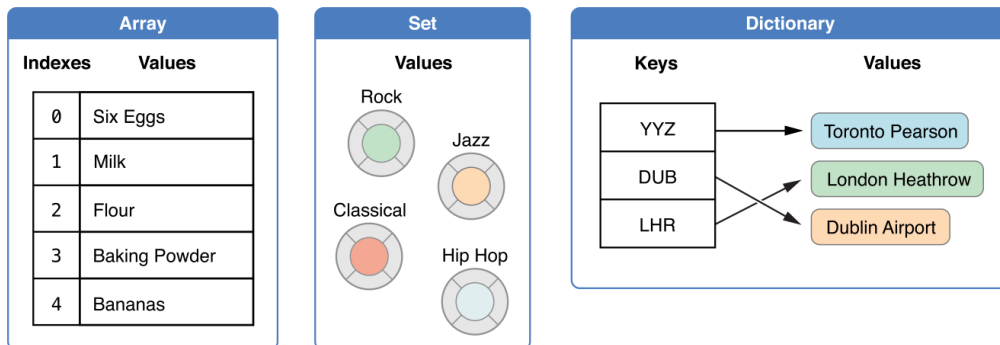 Array
Indexes Values
0 Six Eggs
1 Milk
2 Flour
3 Baking Powder
4 Bananas
Set
Values
Rock
Jazz
Classical
Hip Hop
Dictionary
Keys Values
YYZ Toronto Pearson
DUB London Heathrow
LHR Dublin Airport